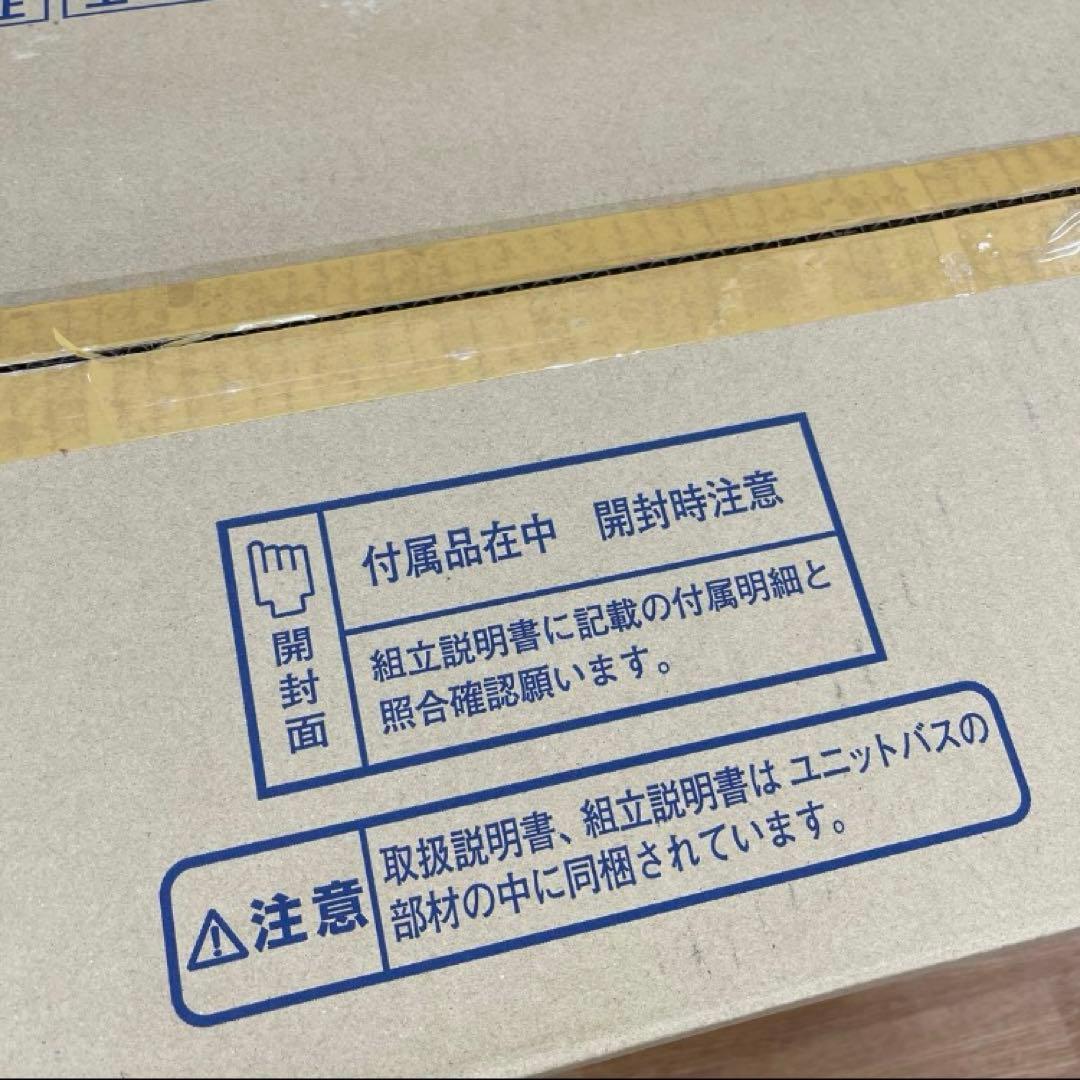 開封面
付属品在中 開封時注意
組立説明書に記載の付属明細と
照合確認願います。
注意
取扱説明書、組立説明書は ユニットバスの
部材の中に同梱されています。